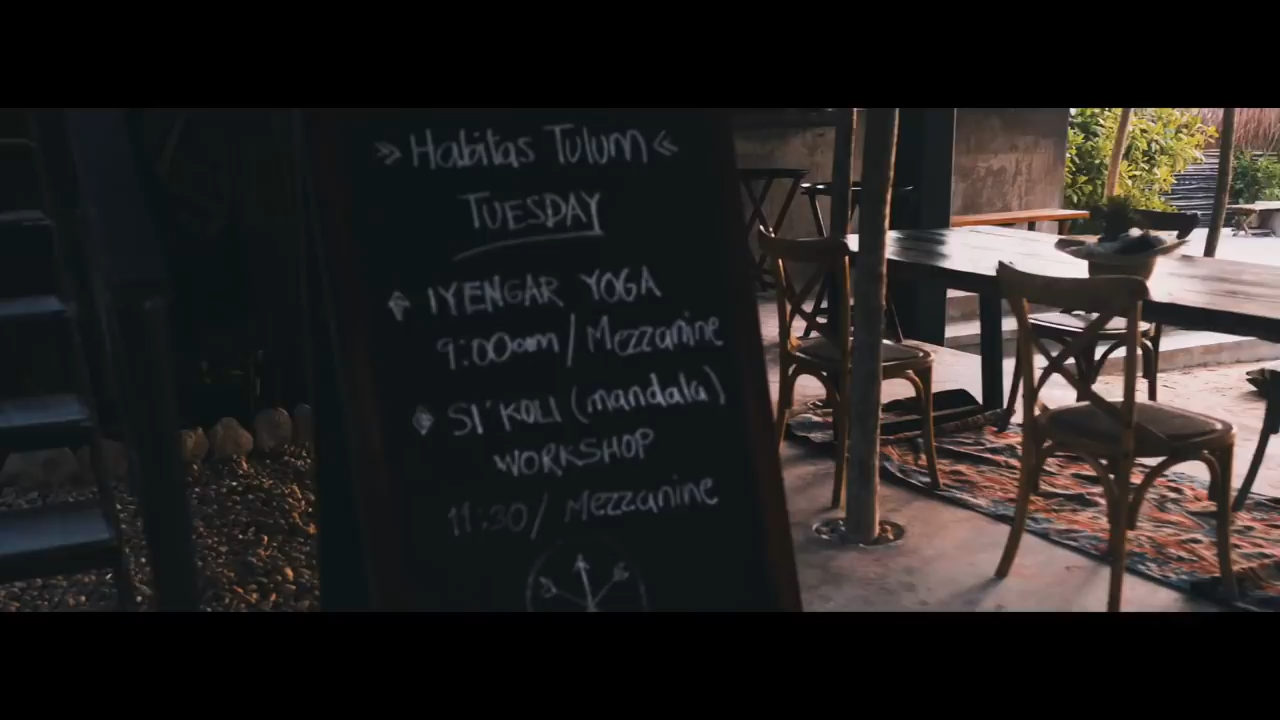 » Habitas Tulum «
TUESDAY
IYENGAR YOGA
9:00am / Mezzanine
SI'KOLI (mandala)
WORKSHOP
11:30 / Mezzanine